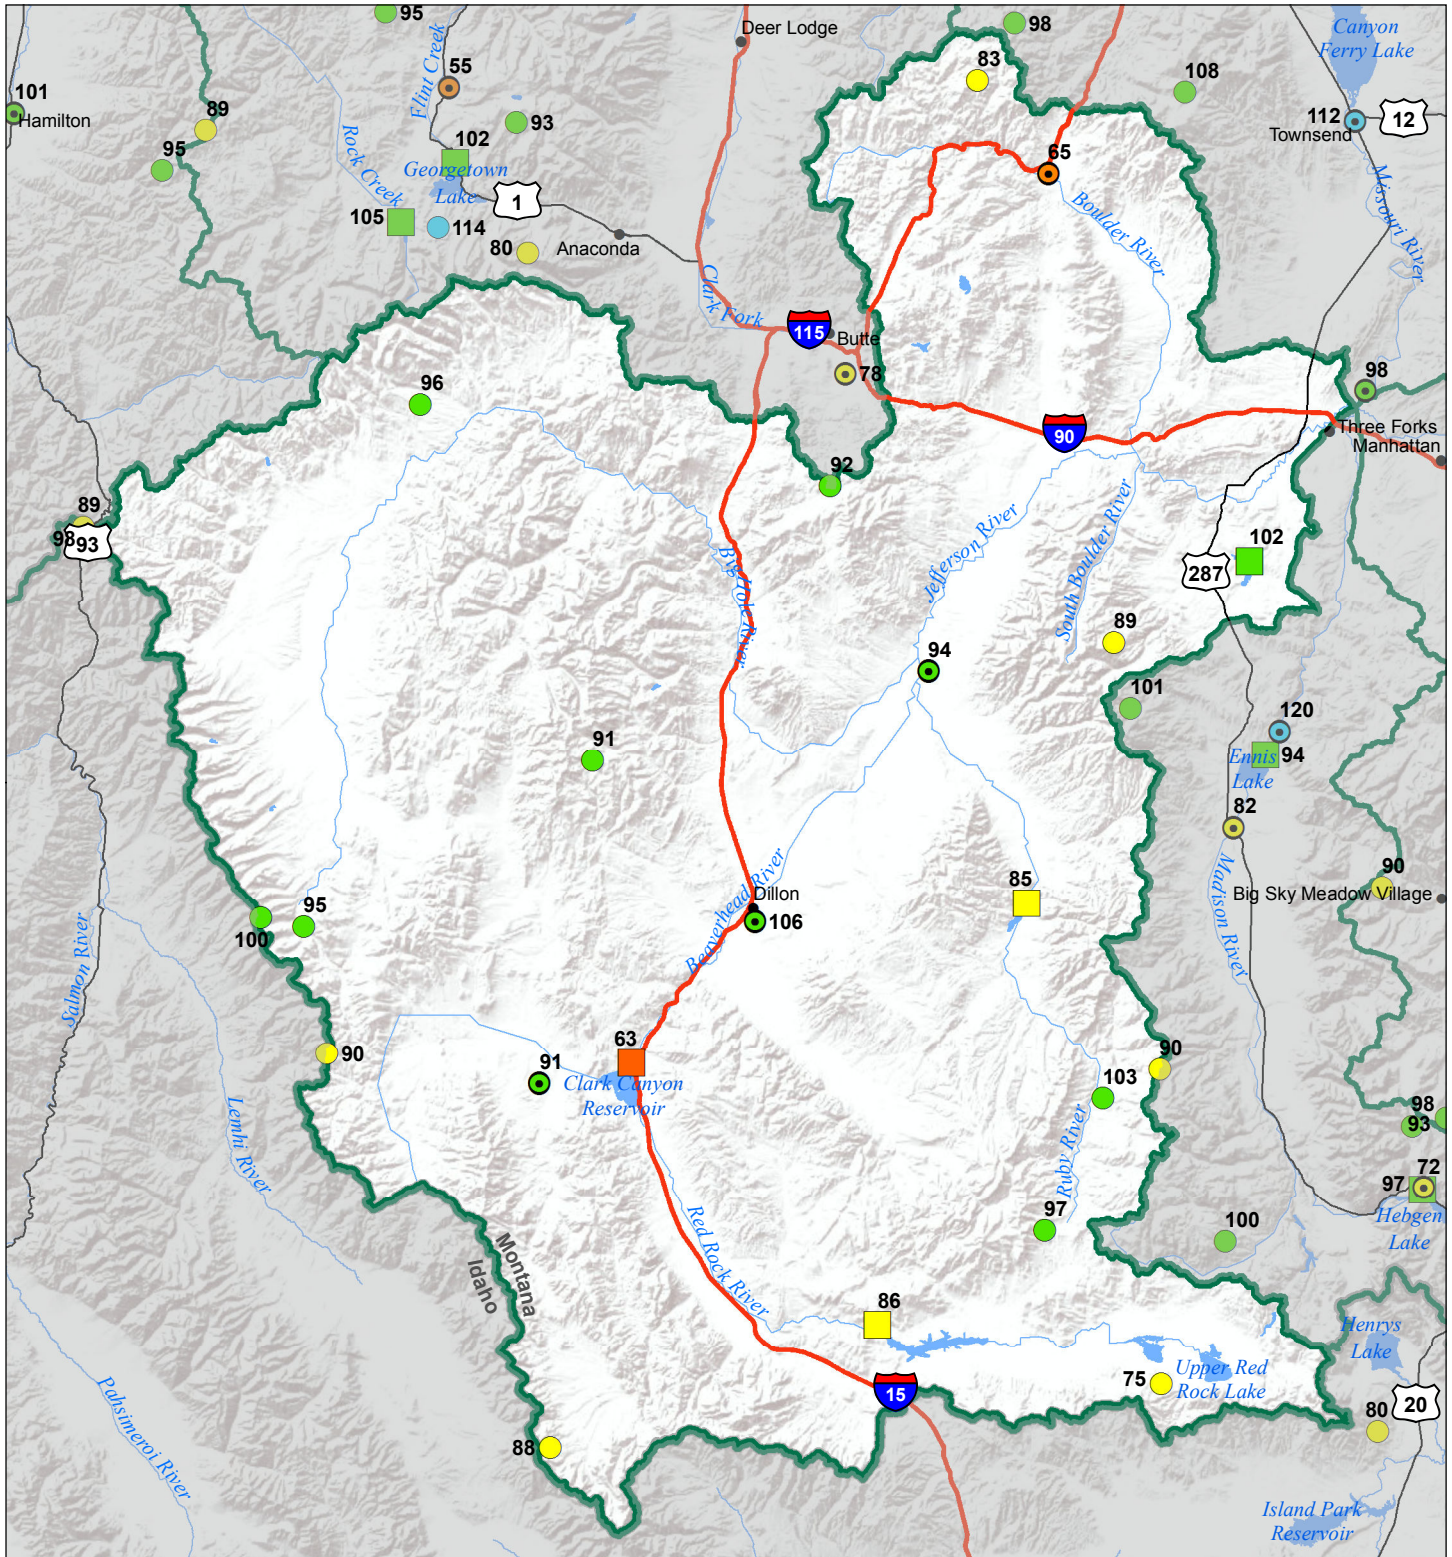 95
Deer Lodge
98
Canyon
Ferry Lake
83
55
Flint Creek
101
Hamilton
89
93
108
112
Townsend
12
95
Rock Creek
102
Georgetown
Lake
1
65
Missouri River
105
114
80
Anaconda
Boulder River
Clark Fork
115
Butte
78
98
96
90
Three Forks
Manhattan
92
89
98
93
Big Hole River
Jefferson River
South Boulder River
102
287
89
94
101
120
91
Ennis
Lake
94
82
Madison River
90
Big Sky Meadow Village
85
Beaverhead River
Dillon
106
100
95
Salmon River
63
90
91
Clark Canyon
Reservoir
90
103
Lemhi River
Ruby River
98
93
72
97
Hebgen
Lake
97
100
Red Rock River
Montana
Idaho
86
Henrys
Lake
Upper Red
Rock Lake
75
15
20
80
Pahsimeroi River
88
Island Park
Reservoir